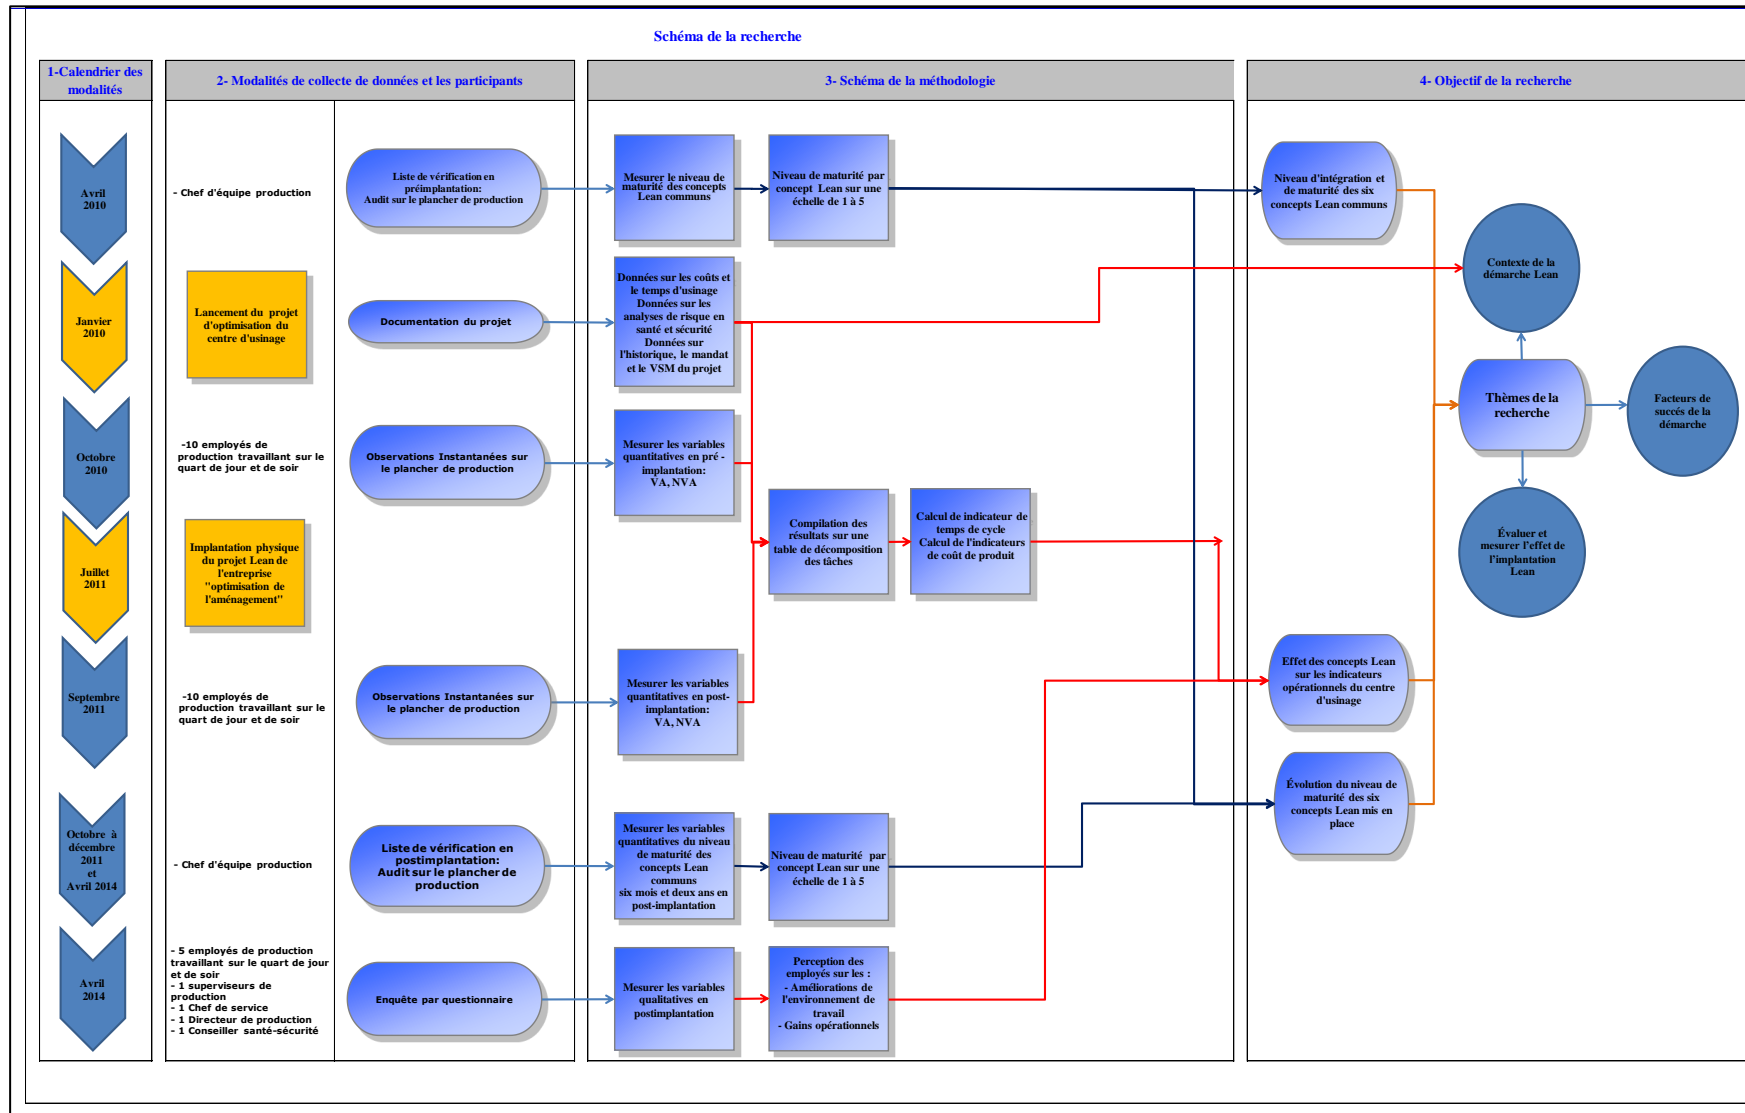 Schéma de la recherche
1-Calendrier des
modalités
2- Modalités de collecte de données et les participants
3- Schéma de la méthodologie
4- Objectif de la recherche
Avril
2010
- Chef d'équipe production
Liste de vérification en
préimplantation:
Audit sur le plancher de production
Mesurer le niveau de
maturité des concepts
Lean communs
Niveau de maturité par
concept Lean sur une
échelle de 1 à 5
Niveau d'intégration et
de maturité des six
concepts Lean communs
Janvier
2010
Lancement du projet
d'optimisation du
centre d'usinage
Documentation du projet
Données sur les coûts et
le temps d'usinage
Données sur les
analyses de risque en
santé et sécurité
Données sur
l'historique, le mandat
et le VSM du projet
Contexte de la
démarche Lean
Thèmes de la
recherche
Facteurs de
succés de la
démarche
Évaluer et
mesurer l'effet de
l'implantation
Lean
Octobre
2010
-10 employés de
production travaillant sur le
quart de jour et de soir
Observations Instantanées sur
le plancher de production
Mesurer les variables
quantitatives en pré -
implantation:
VA, NVA
Compilation des
résultats sur une
table de décomposition
des tâches
Calcul de indicateur de
temps de cycle
Calcul de l'indicateurs
de coût de produit
Juillet
2011
Implantation physique
du projet Lean de
l'entreprise
"optimisation de
l'aménagement"
Septembre
2011
-10 employés de
production travaillant sur le
quart de jour et de soir
Observations Instantanées sur
le plancher de production
Mesurer les variables
quantitatives en post-
implantation:
VA, NVA
Effet des concepts Lean
sur les indicateurs
opérationnels du centre
d'usinage
Évolution du niveau de
maturité des six
concepts Lean mis en
place
Octobre à
décembre
2011
et
Avril 2014
- Chef d'équipe production
Liste de vérification en
postimplantation:
Audit sur le plancher de
production
Mesurer les variables
quantitatives du niveau
de maturité des
concepts Lean
communs
six mois et deux ans en
post-implantation
Niveau de maturité par
concept Lean sur une
échelle de 1 à 5
Avril
2014
- 5 employés de production
travaillant sur le quart de jour
et de soir
- 1 superviseurs de
production
- 1 Chef de service
- 1 Directeur de production
- 1 Conseiller santé-sécurité
Enquête par questionnaire
Mesurer les variables
qualitatives en
postimplantation
Perception des
employés sur les :
- Améliorations de
l'environnement de
travail
- Gains opérationnels